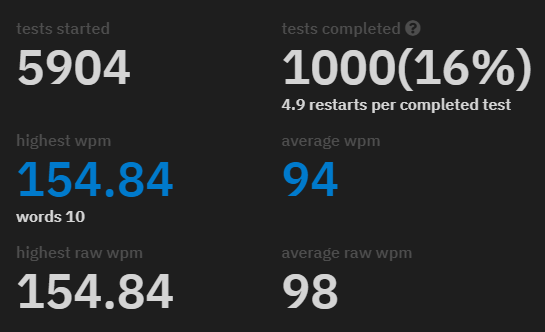 tests started
5904
tests completed
1000(16%)
4.9 restarts per completed test
highest wpm
154.84
words 10
average wpm
94
highest raw wpm
154.84
average raw wpm
98